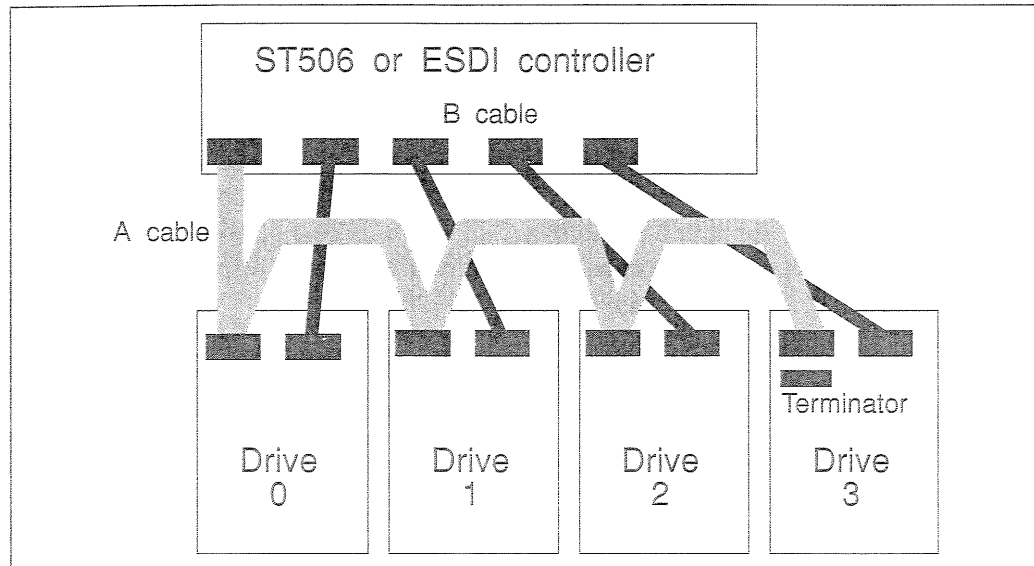 ST506 or ESDI controller
B cable
A cable
Terminator
Drive
0
Drive
1
Drive
2
Drive
3